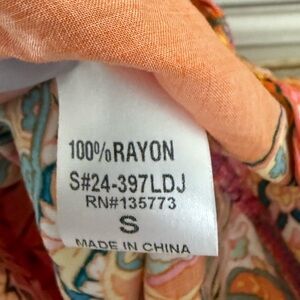 100%RAYON
S#24-397LDJ
RN#135773
S
MADE IN CHINA